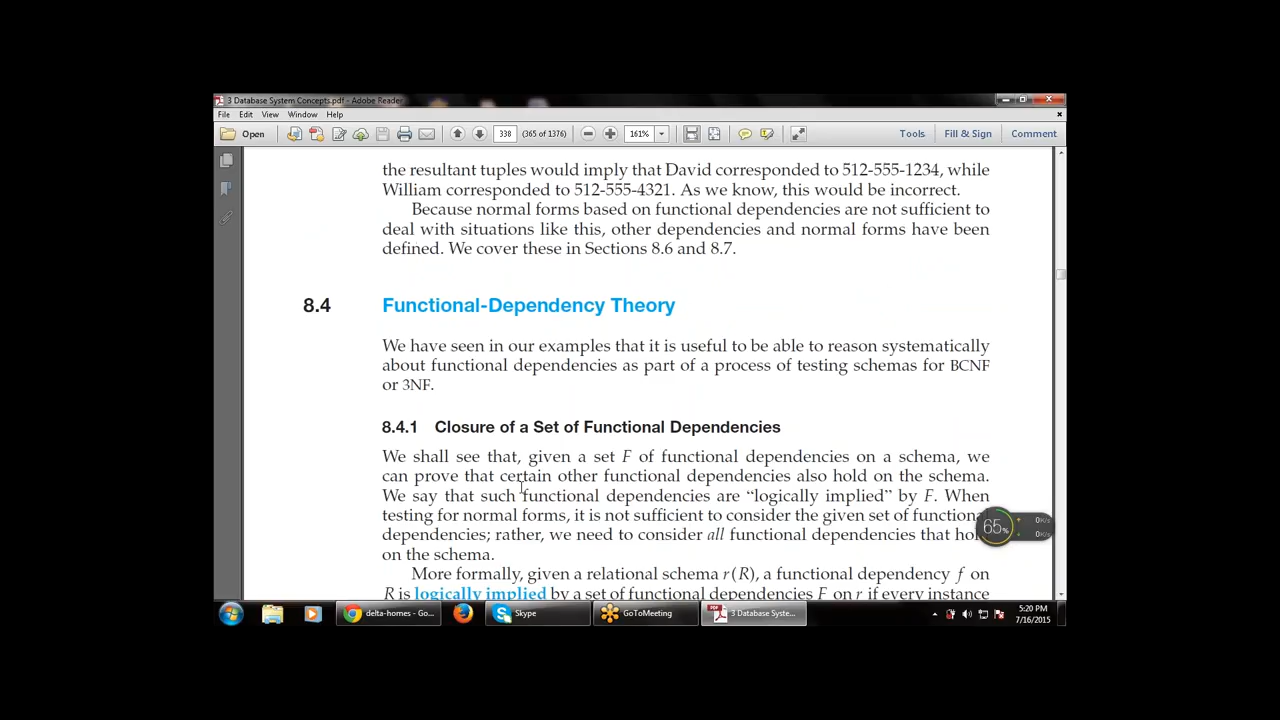 3 Database System Concepts.pdf - Adobe Reader
File Edit View Window Help
Open 338 (365 of 1376) 161% Tools Fill & Sign Comment
the resultant tuples would imply that David corresponded to 512-555-1234, while
William corresponded to 512-555-4321. As we know, this would be incorrect.
Because normal forms based on functional dependencies are not sufficient to
deal with situations like this, other dependencies and normal forms have been
defined. We cover these in Sections 8.6 and 8.7.
8.4 Functional-Dependency Theory
We have seen in our examples that it is useful to be able to reason systematically
about functional dependencies as part of a process of testing schemas for BCNF
or 3NF.
8.4.1 Closure of a Set of Functional Dependencies
We shall see that, given a set F of functional dependencies on a schema, we
can prove that certain other functional dependencies also hold on the schema.
We say that such functional dependencies are “logically implied” by F. When
testing for normal forms, it is not sufficient to consider the given set of functional
dependencies; rather, we need to consider all functional dependencies that
on the schema.
More formally, given a relational schema r(R), a functional dependency f on
R is logically implied by a set of functional dependencies F on r if every instance
65%
0K/s
0K/s
delta-homes - Go... Skype GoToMeeting 3 Database Syste...
5:20 PM
7/16/2015